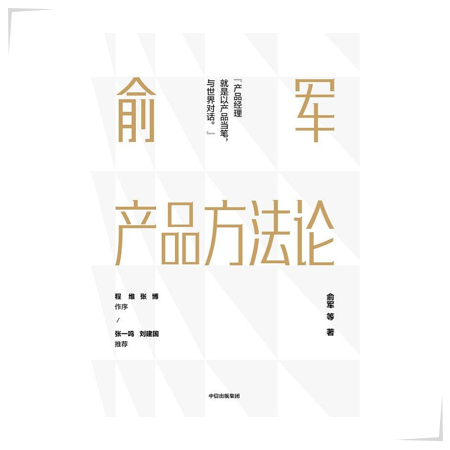 俞军
「产品经理
就是以产品当笔，
与世界对话。」
产品方法论
程 维 张 博
作序
/
张一鸣 刘建国
推荐
俞军 等 著
中信出版集团